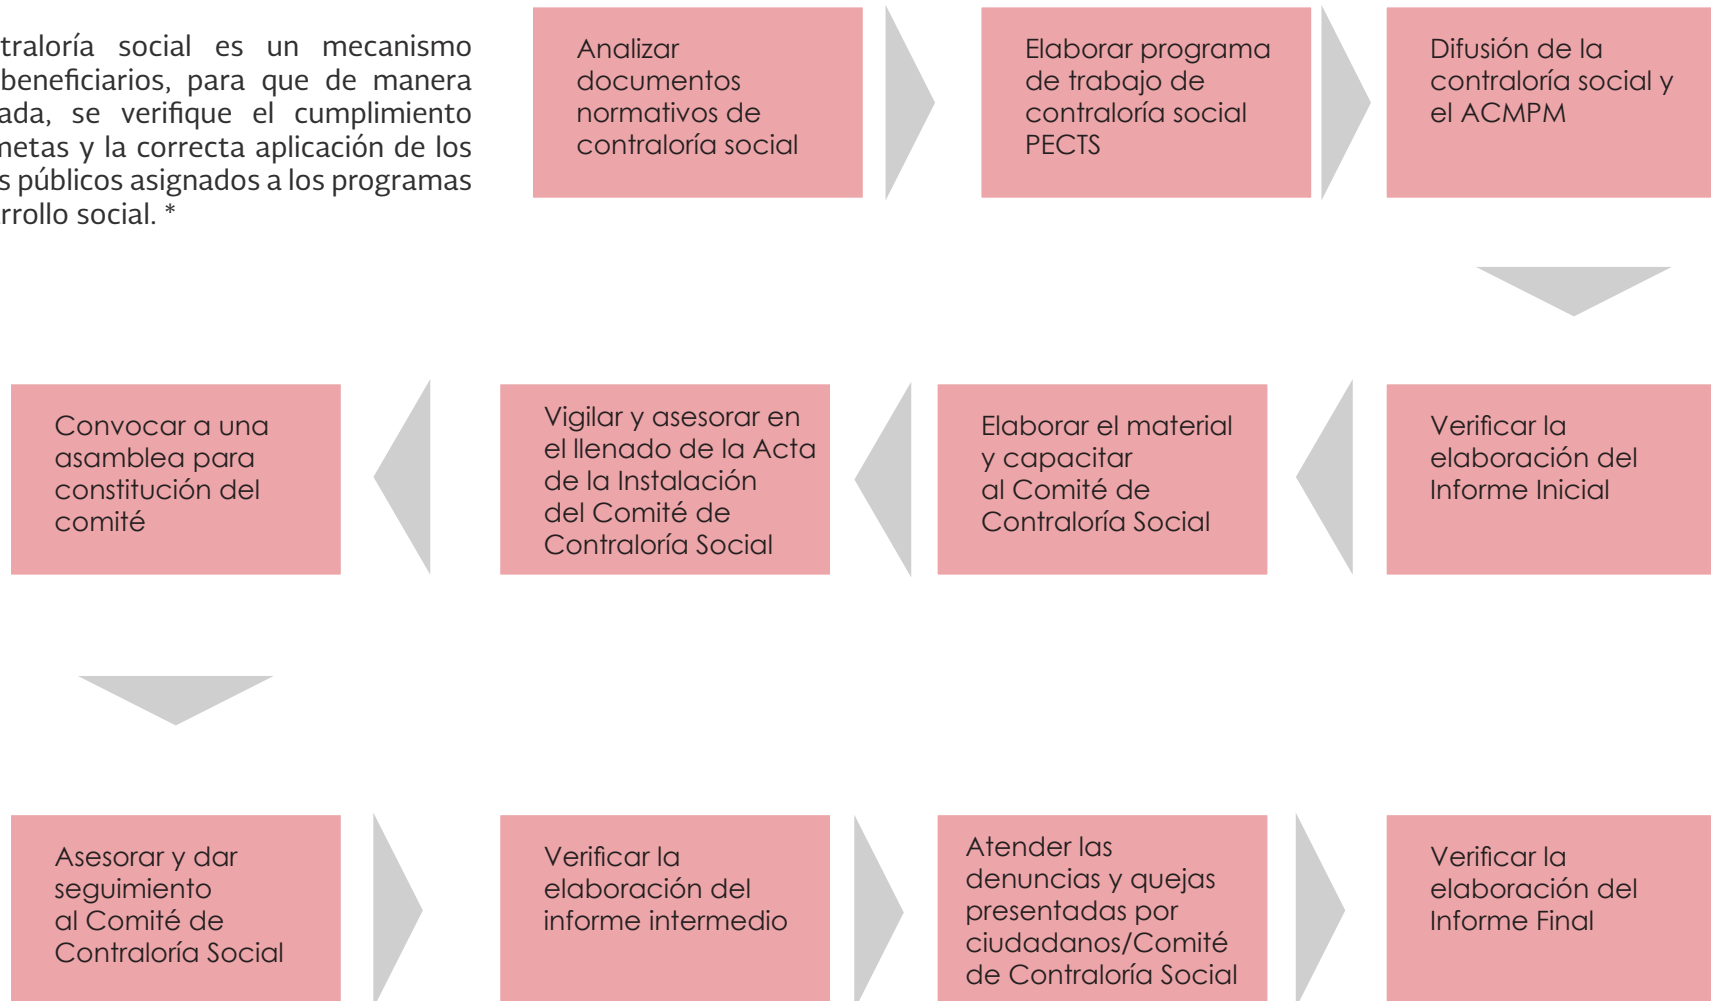 traloría social es un mecanismo
beneficiarios, para que de manera
ada, se verifique el cumplimiento
metas y la correcta aplicación de los
s públicos asignados a los programas
rrollo social. *
Analizar
documentos
normativos de
contraloría social
Elaborar programa
de trabajo de
contraloría social
PECTS
Difusión de la
contraloría social y
el ACMPM
Verificar la
elaboración del
Informe Inicial
Elaborar el material
y capacitar
al Comité de
Contraloría Social
Vigilar y asesorar en
el llenado de la Acta
de la Instalación
del Comité de
Contraloría Social
Convocar a una
asamblea para
constitución del
comité
Asesorar y dar
seguimiento
al Comité de
Contraloría Social
Verificar la
elaboración del
informe intermedio
Atender las
denuncias y quejas
presentadas por
ciudadanos/Comité
de Contraloría Social
Verificar la
elaboración del
Informe Final